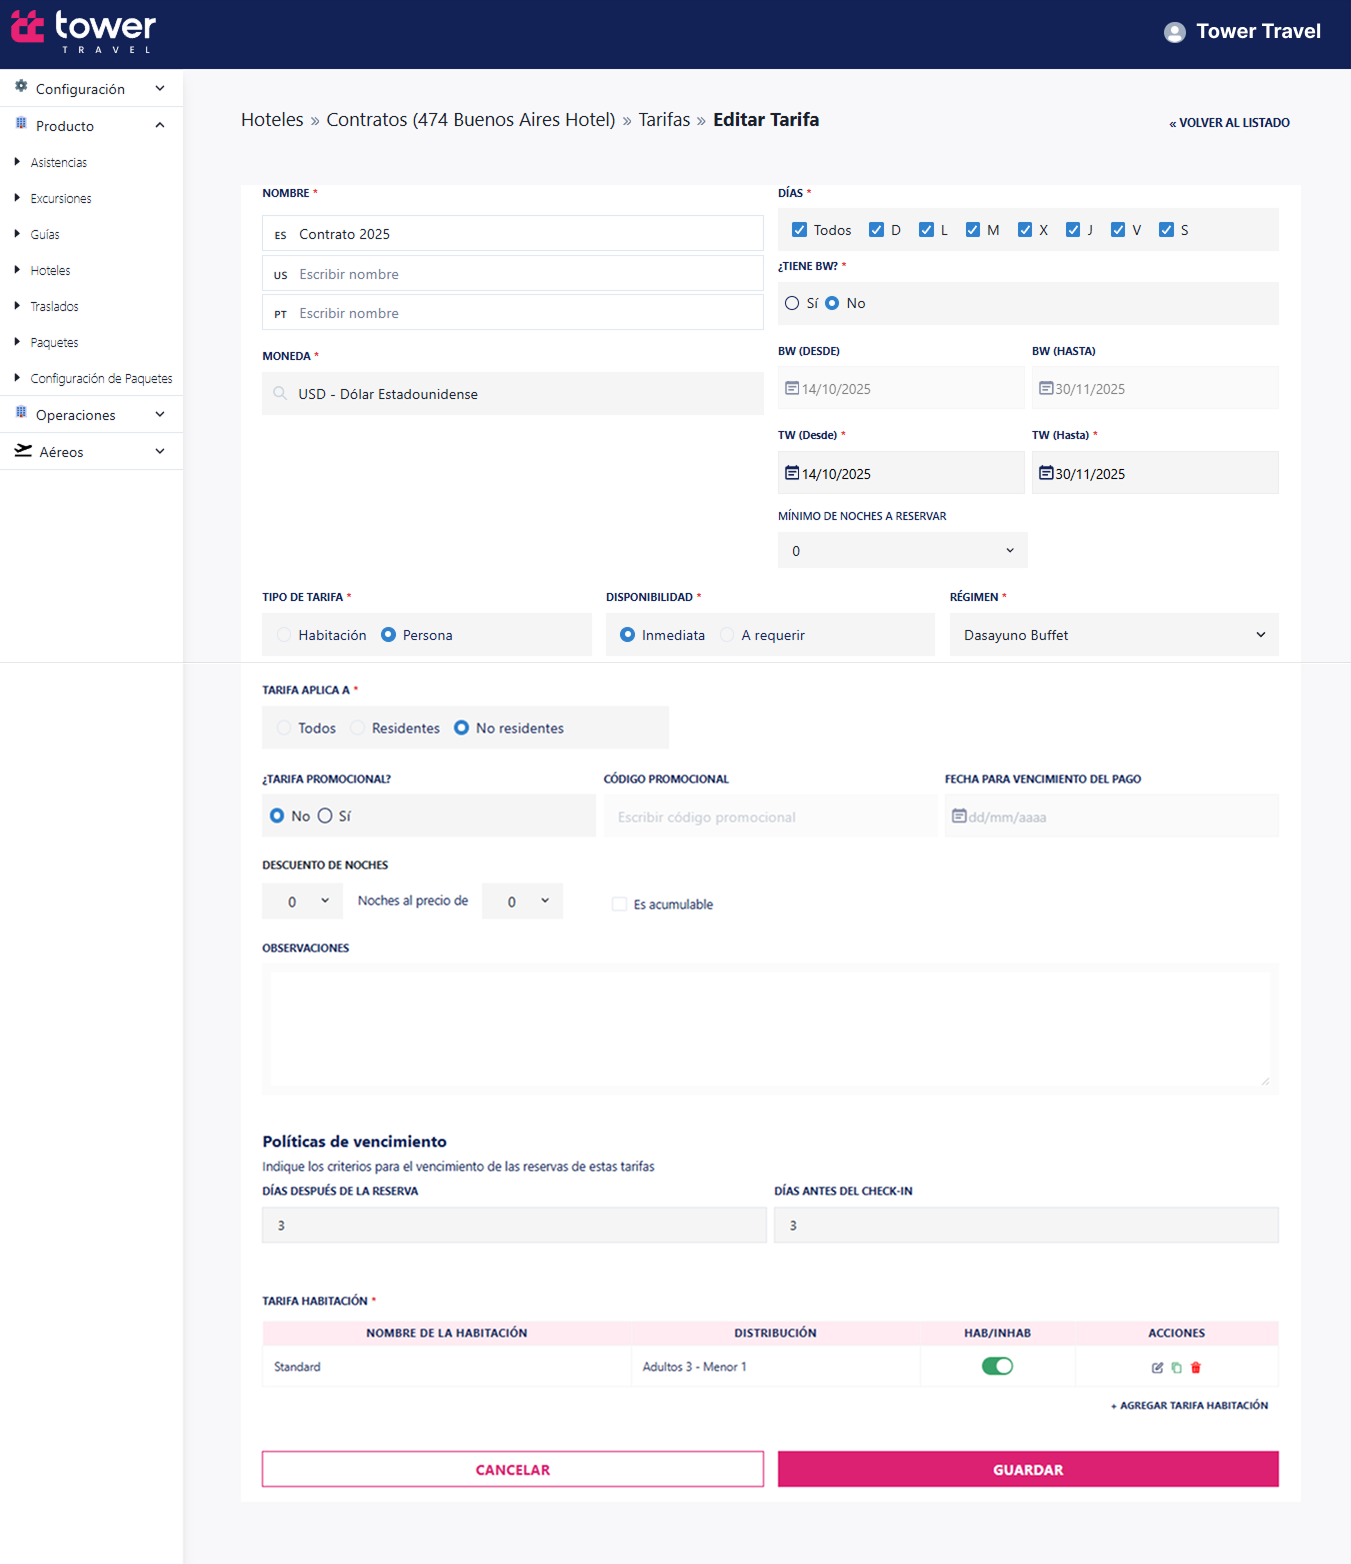 tower
TRAVEL
Tower Travel
Configuración
Producto
Asistencias
Excursiones
Guías
Hoteles
Traslados
Paquetes
Configuración de Paquetes
Operaciones
Aéreos
Hoteles » Contratos (474 Buenos Aires Hotel) » Tarifas » Editar Tarifa
« VOLVER AL LISTADO
NOMBRE *
ES Contrato 2025
US Escribir nombre
PT Escribir nombre
MONEDA *
USD - Dólar Estadounidense
DÍAS *
Todos D L M X J V S
¿TIENE BW? *
Sí No
BW (DESDE) BW (HASTA)
14/10/2025 30/11/2025
TW (Desde) * TW (Hasta) *
14/10/2025 30/11/2025
MÍNIMO DE NOCHES A RESERVAR
0
TIPO DE TARIFA * DISPONIBILIDAD * RÉGIMEN *
Habitación Persona Inmediata A requerir Dasayuno Buffet
TARIFA APLICA A *
Todos Residentes No residentes
¿TARIFA PROMOCIONAL? CÓDIGO PROMOCIONAL FECHA PARA VENCIMIENTO DEL PAGO
No Sí Escribir código promocional dd/mm/aaaa
DESCUENTO DE NOCHES
0 Noches al precio de 0 Es acumulable
OBSERVACIONES
Políticas de vencimiento
Indique los criterios para el vencimiento de las reservas de estas tarifas
DÍAS DESPUÉS DE LA RESERVA DÍAS ANTES DEL CHECK-IN
3 3
TARIFA HABITACIÓN *
NOMBRE DE LA HABITACIÓN DISTRIBUCIÓN HAB/INHAB ACCIONES
Standard Adultos 3 - Menor 1
+ AGREGAR TARIFA HABITACIÓN
CANCELAR GUARDAR